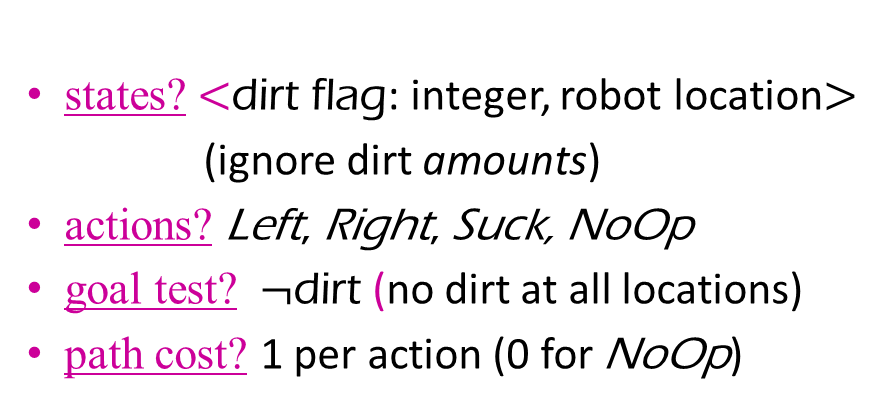 • states? <dirt flag: integer, robot location>
(ignore dirt amounts)
• actions? Left, Right, Suck, NoOp
• goal test? ¬dirt (no dirt at all locations)
• path cost? 1 per action (0 for NoOp)